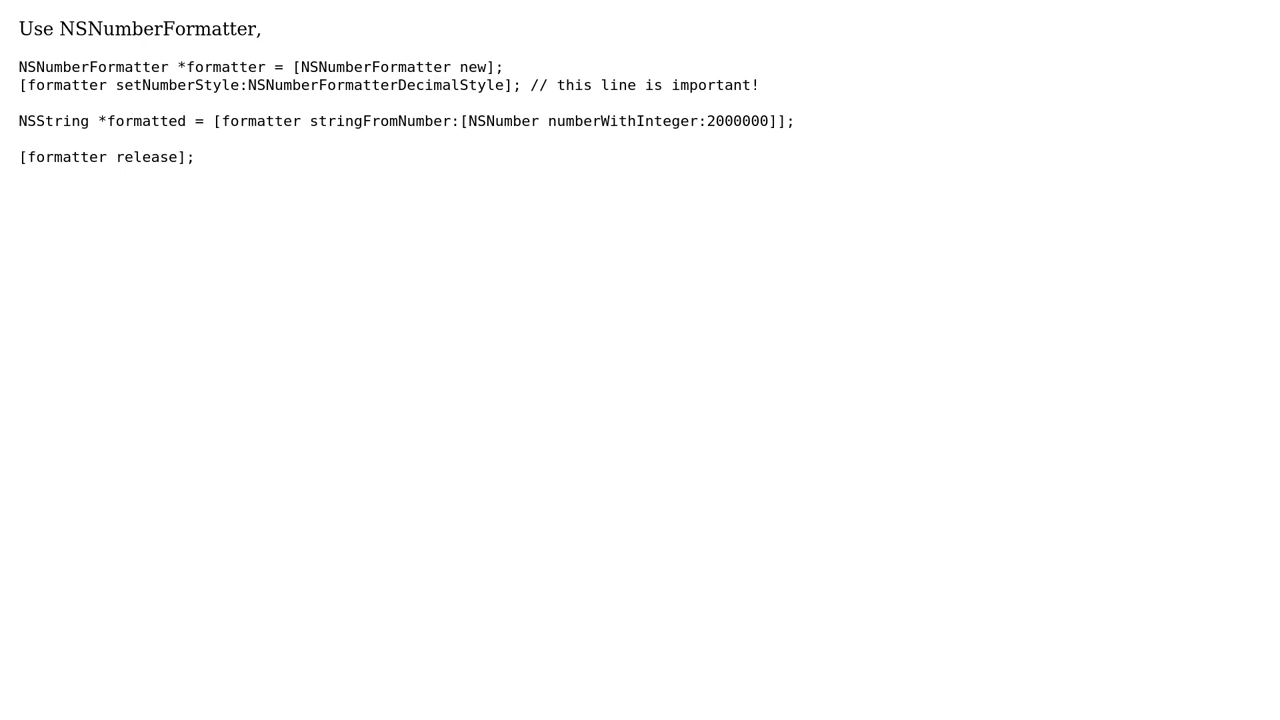 Use NSNumberFormatter,
NSNumberFormatter *formatter = [NSNumberFormatter new];
[formatter setNumberStyle:NSNumberFormatterDecimalStyle]; // this line is important!
NSString *formatted = [formatter stringFromNumber:[NSNumber numberWithInteger:2000000]];
[formatter release];